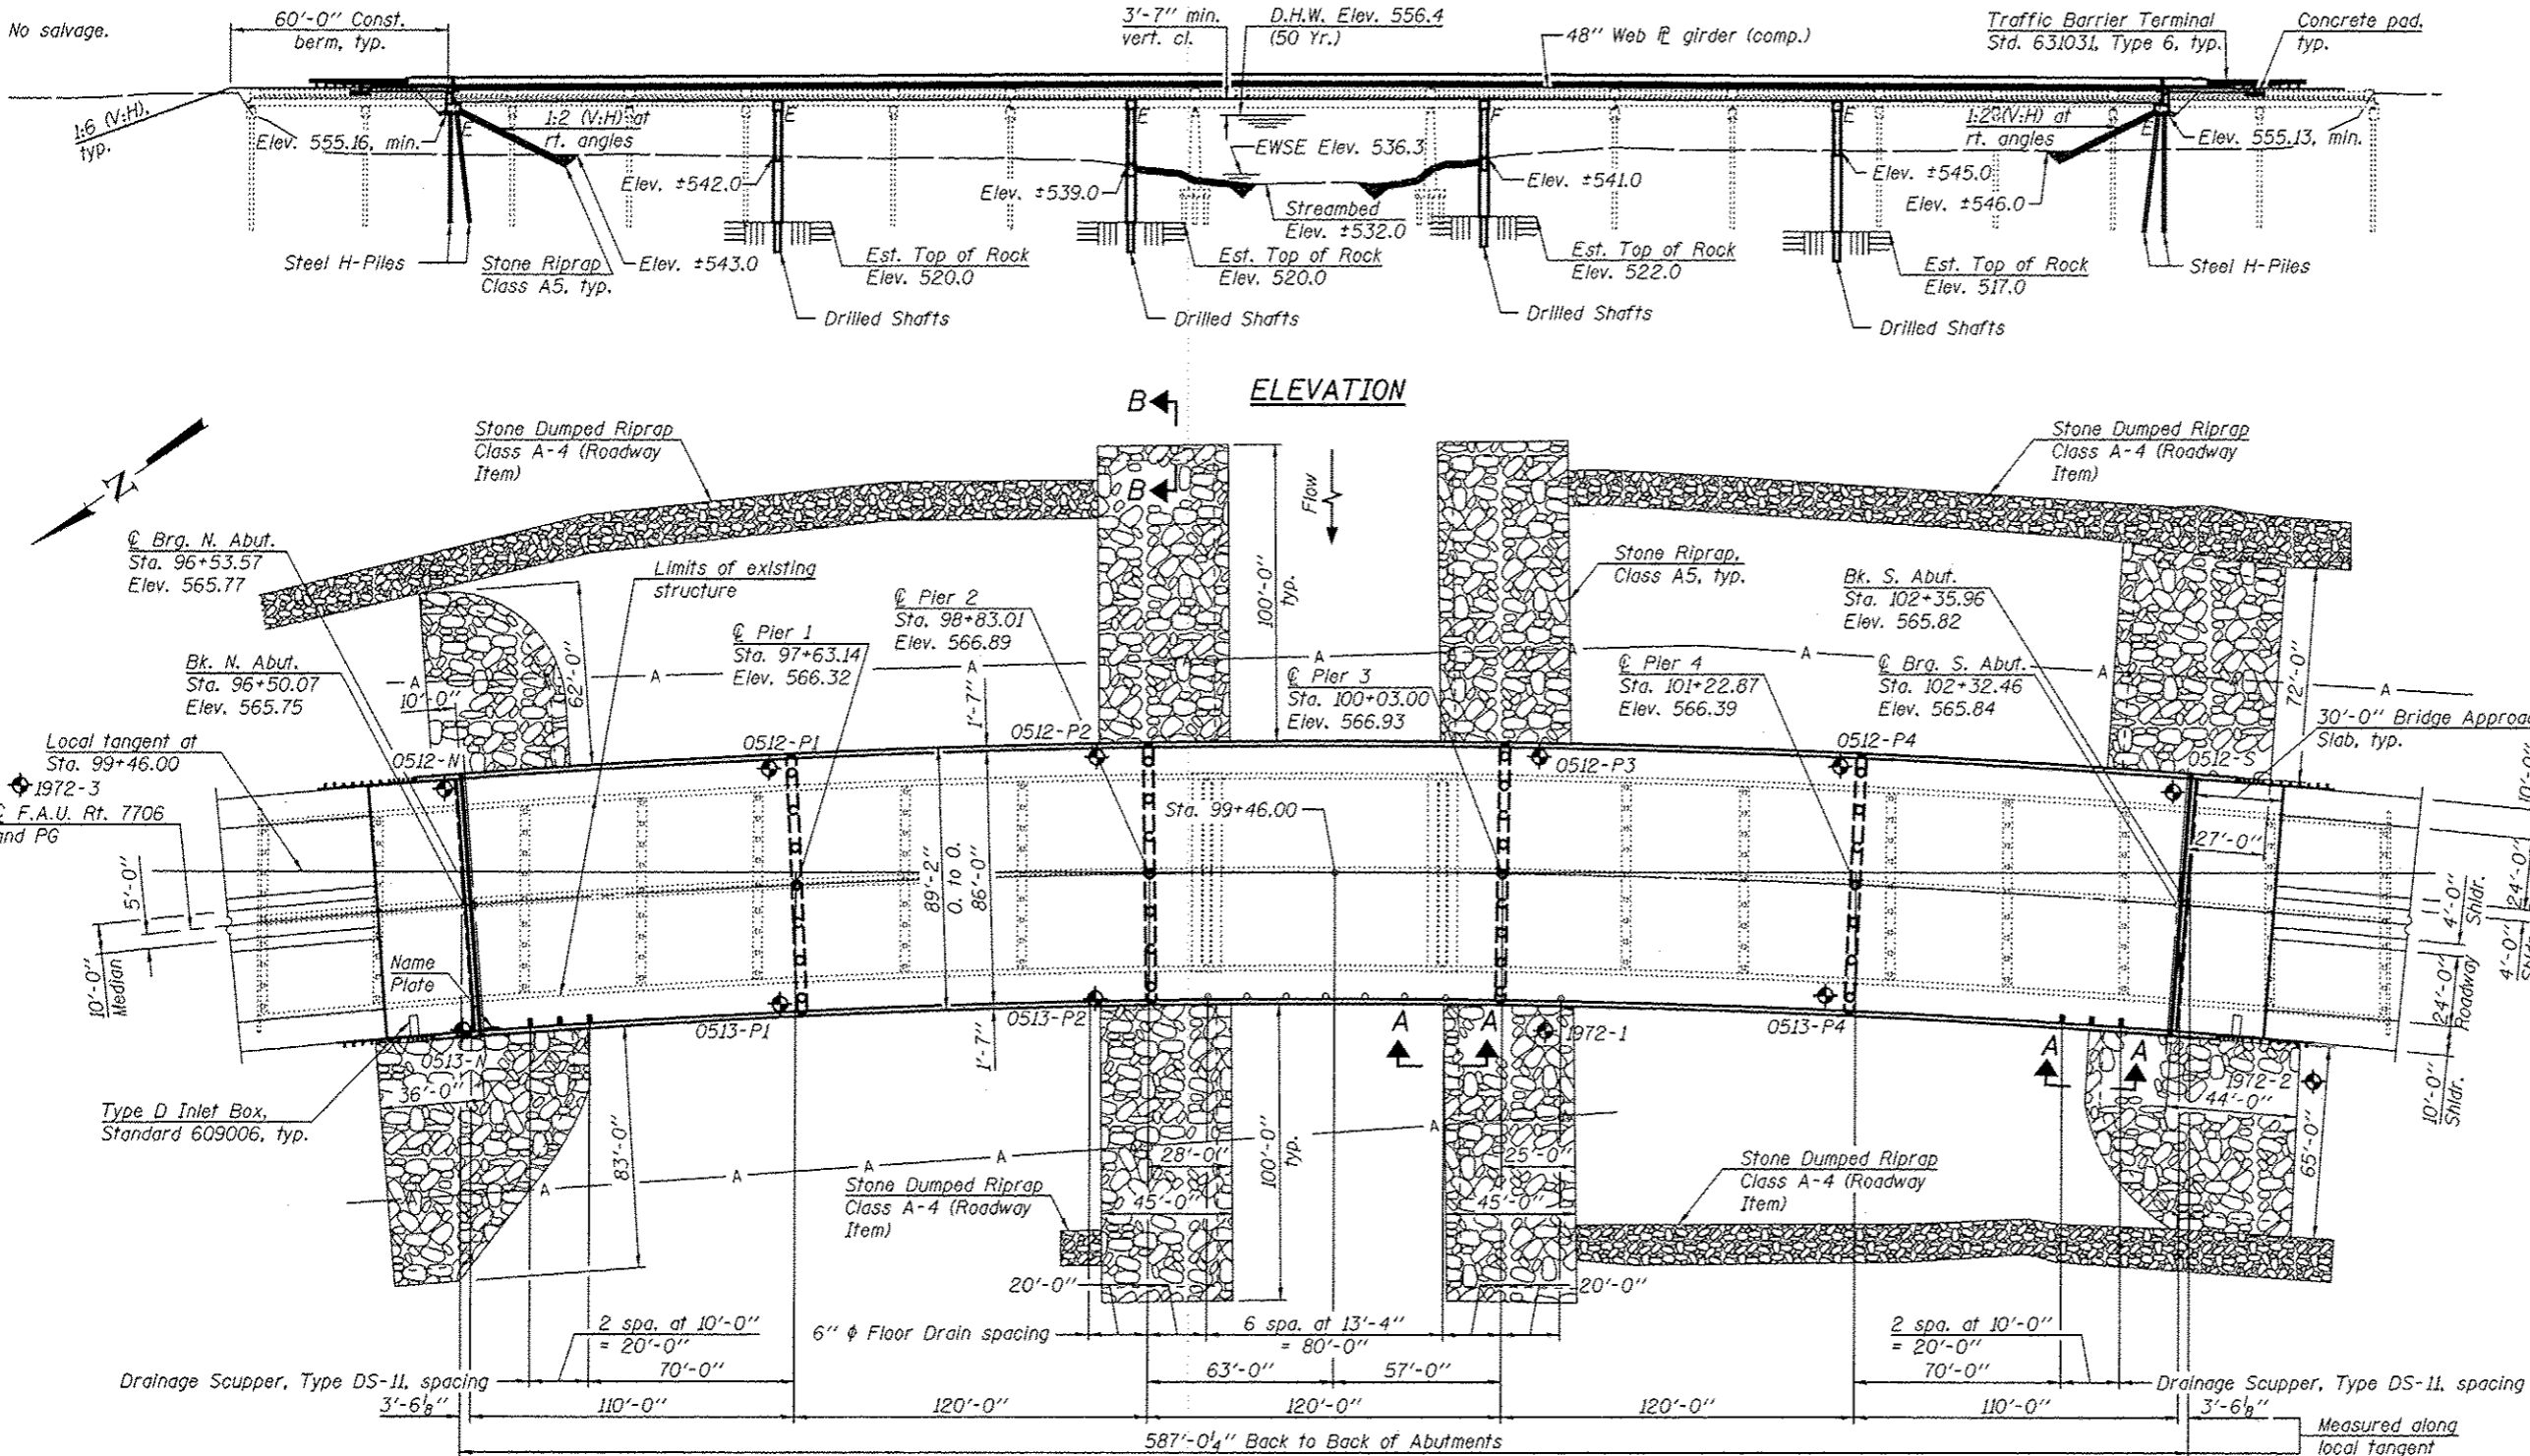 No salvage.
60'-0" Const.
berm, typ.
3'-7" min.
vert. cl.
D.H.W. Elev. 556.4
(50 Yr.)
48" Web ⅊ girder (comp.)
Traffic Barrier Terminal
Std. 631031, Type 6, typ.
Concrete pad,
typ.
1:6 (V:H),
typ.
Elev. 555.16, min.
E
1:2 (V:H) at
rt. angles
E
E
EWSE Elev. 536.3
F
E
1:2 (V:H) at
rt. angles
E
Elev. 555.13, min.
Elev. ±542.0
Elev. ±539.0
Elev. ±541.0
Elev. ±545.0
Elev. ±546.0
Streambed
Elev. ±532.0
Steel H-Piles
Stone Riprap
Class A5, typ.
Elev. ±543.0
Est. Top of Rock
Elev. 520.0
Est. Top of Rock
Elev. 520.0
Est. Top of Rock
Elev. 522.0
Est. Top of Rock
Elev. 517.0
Steel H-Piles
Drilled Shafts
Drilled Shafts
Drilled Shafts
Drilled Shafts
ELEVATION
B
B
N
Stone Dumped Riprap
Class A-4 (Roadway
Item)
Flow
100'-0"
typ.
Stone Dumped Riprap
Class A-4 (Roadway
Item)
℄ Brg. N. Abut.
Sta. 96+53.57
Elev. 565.77
Limits of existing
structure
Stone Riprap,
Class A5, typ.
℄ Pier 2
Sta. 98+83.01
Elev. 566.89
Bk. S. Abut.
Sta. 102+35.96
Elev. 565.82
℄ Pier 1
Sta. 97+63.14
Elev. 566.32
Bk. N. Abut.
Sta. 96+50.07
Elev. 565.75
A
10'-0"
62'-0"
A
A
A
A
A
A
A
A
℄ Pier 3
Sta. 100+03.00
Elev. 566.93
℄ Pier 4
Sta. 101+22.87
Elev. 566.39
℄ Brg. S. Abut.
Sta. 102+32.46
Elev. 565.84
72'-0"
1'-7"
30'-0" Bridge Approa
Slab, typ.
Local tangent at
Sta. 99+46.00
0512-N
0512-P1
0512-P2
0512-P3
0512-P4
0512-S
1972-3
℄ F.A.U. Rt. 7706
and PG
Sta. 99+46.00
10'-0"
27'-0"
5'-0"
89'-2"
O. to O.
86'-0"
24'-0"
4'-0"
Shldr.
4'-0"
10'-0"
Median
Name
Plate
24'-0"
Roadway
0513-N
0513-P1
0513-P2
1'-7"
A
A
1972-1
0513-P4
A
A
1972-2
10'-0"
Shldr.
36'-0"
44'-0"
65'-0"
Type D Inlet Box,
Standard 609006, typ.
83'-0"
A
A
A
A
A
A
A
28'-0"
100'-0"
typ.
25'-0"
Stone Dumped Riprap
Class A-4 (Roadway
Item)
45'-0"
45'-0"
Stone Dumped Riprap
Class A-4 (Roadway
Item)
20'-0"
20'-0"
6" ϕ Floor Drain spacing
6 spa. at 13'-4"
= 80'-0"
2 spa. at 10'-0"
= 20'-0"
2 spa. at 10'-0"
= 20'-0"
70'-0"
63'-0"
57'-0"
70'-0"
Drainage Scupper, Type DS-11, spacing
Drainage Scupper, Type DS-11, spacing
3'-6⅛"
110'-0"
120'-0"
120'-0"
120'-0"
110'-0"
3'-6⅛"
587'-0¼" Back to Back of Abutments
Measured along
local tangent